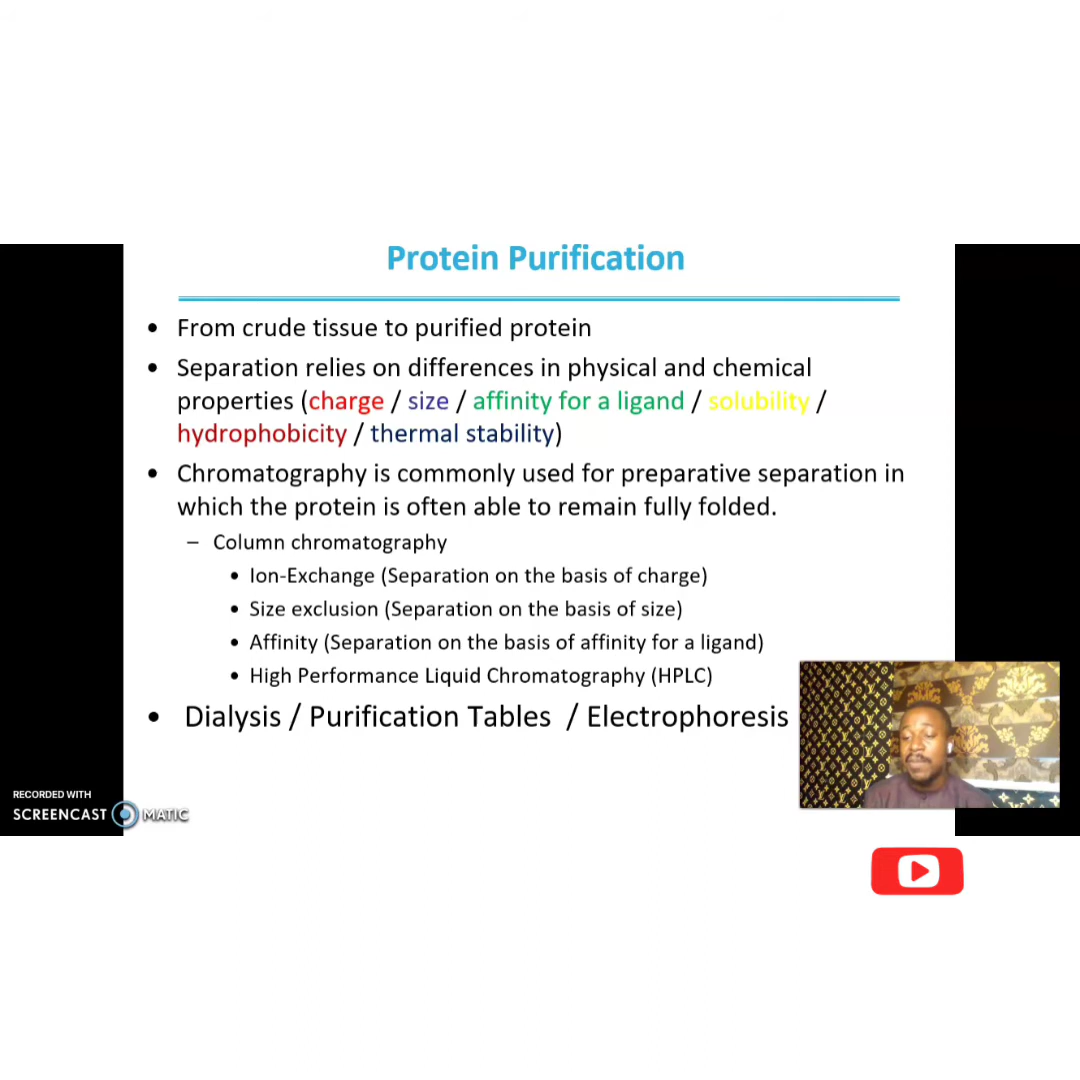 Protein Purification
• From crude tissue to purified protein
• Separation relies on differences in physical and chemical
properties (charge / size / affinity for a ligand / solubility /
hydrophobicity / thermal stability)
• Chromatography is commonly used for preparative separation in
which the protein is often able to remain fully folded.
– Column chromatography
• Ion-Exchange (Separation on the basis of charge)
• Size exclusion (Separation on the basis of size)
• Affinity (Separation on the basis of affinity for a ligand)
• High Performance Liquid Chromatography (HPLC)
• Dialysis / Purification Tables / Electrophoresis
RECORDED WITH
SCREENCAST MATIC